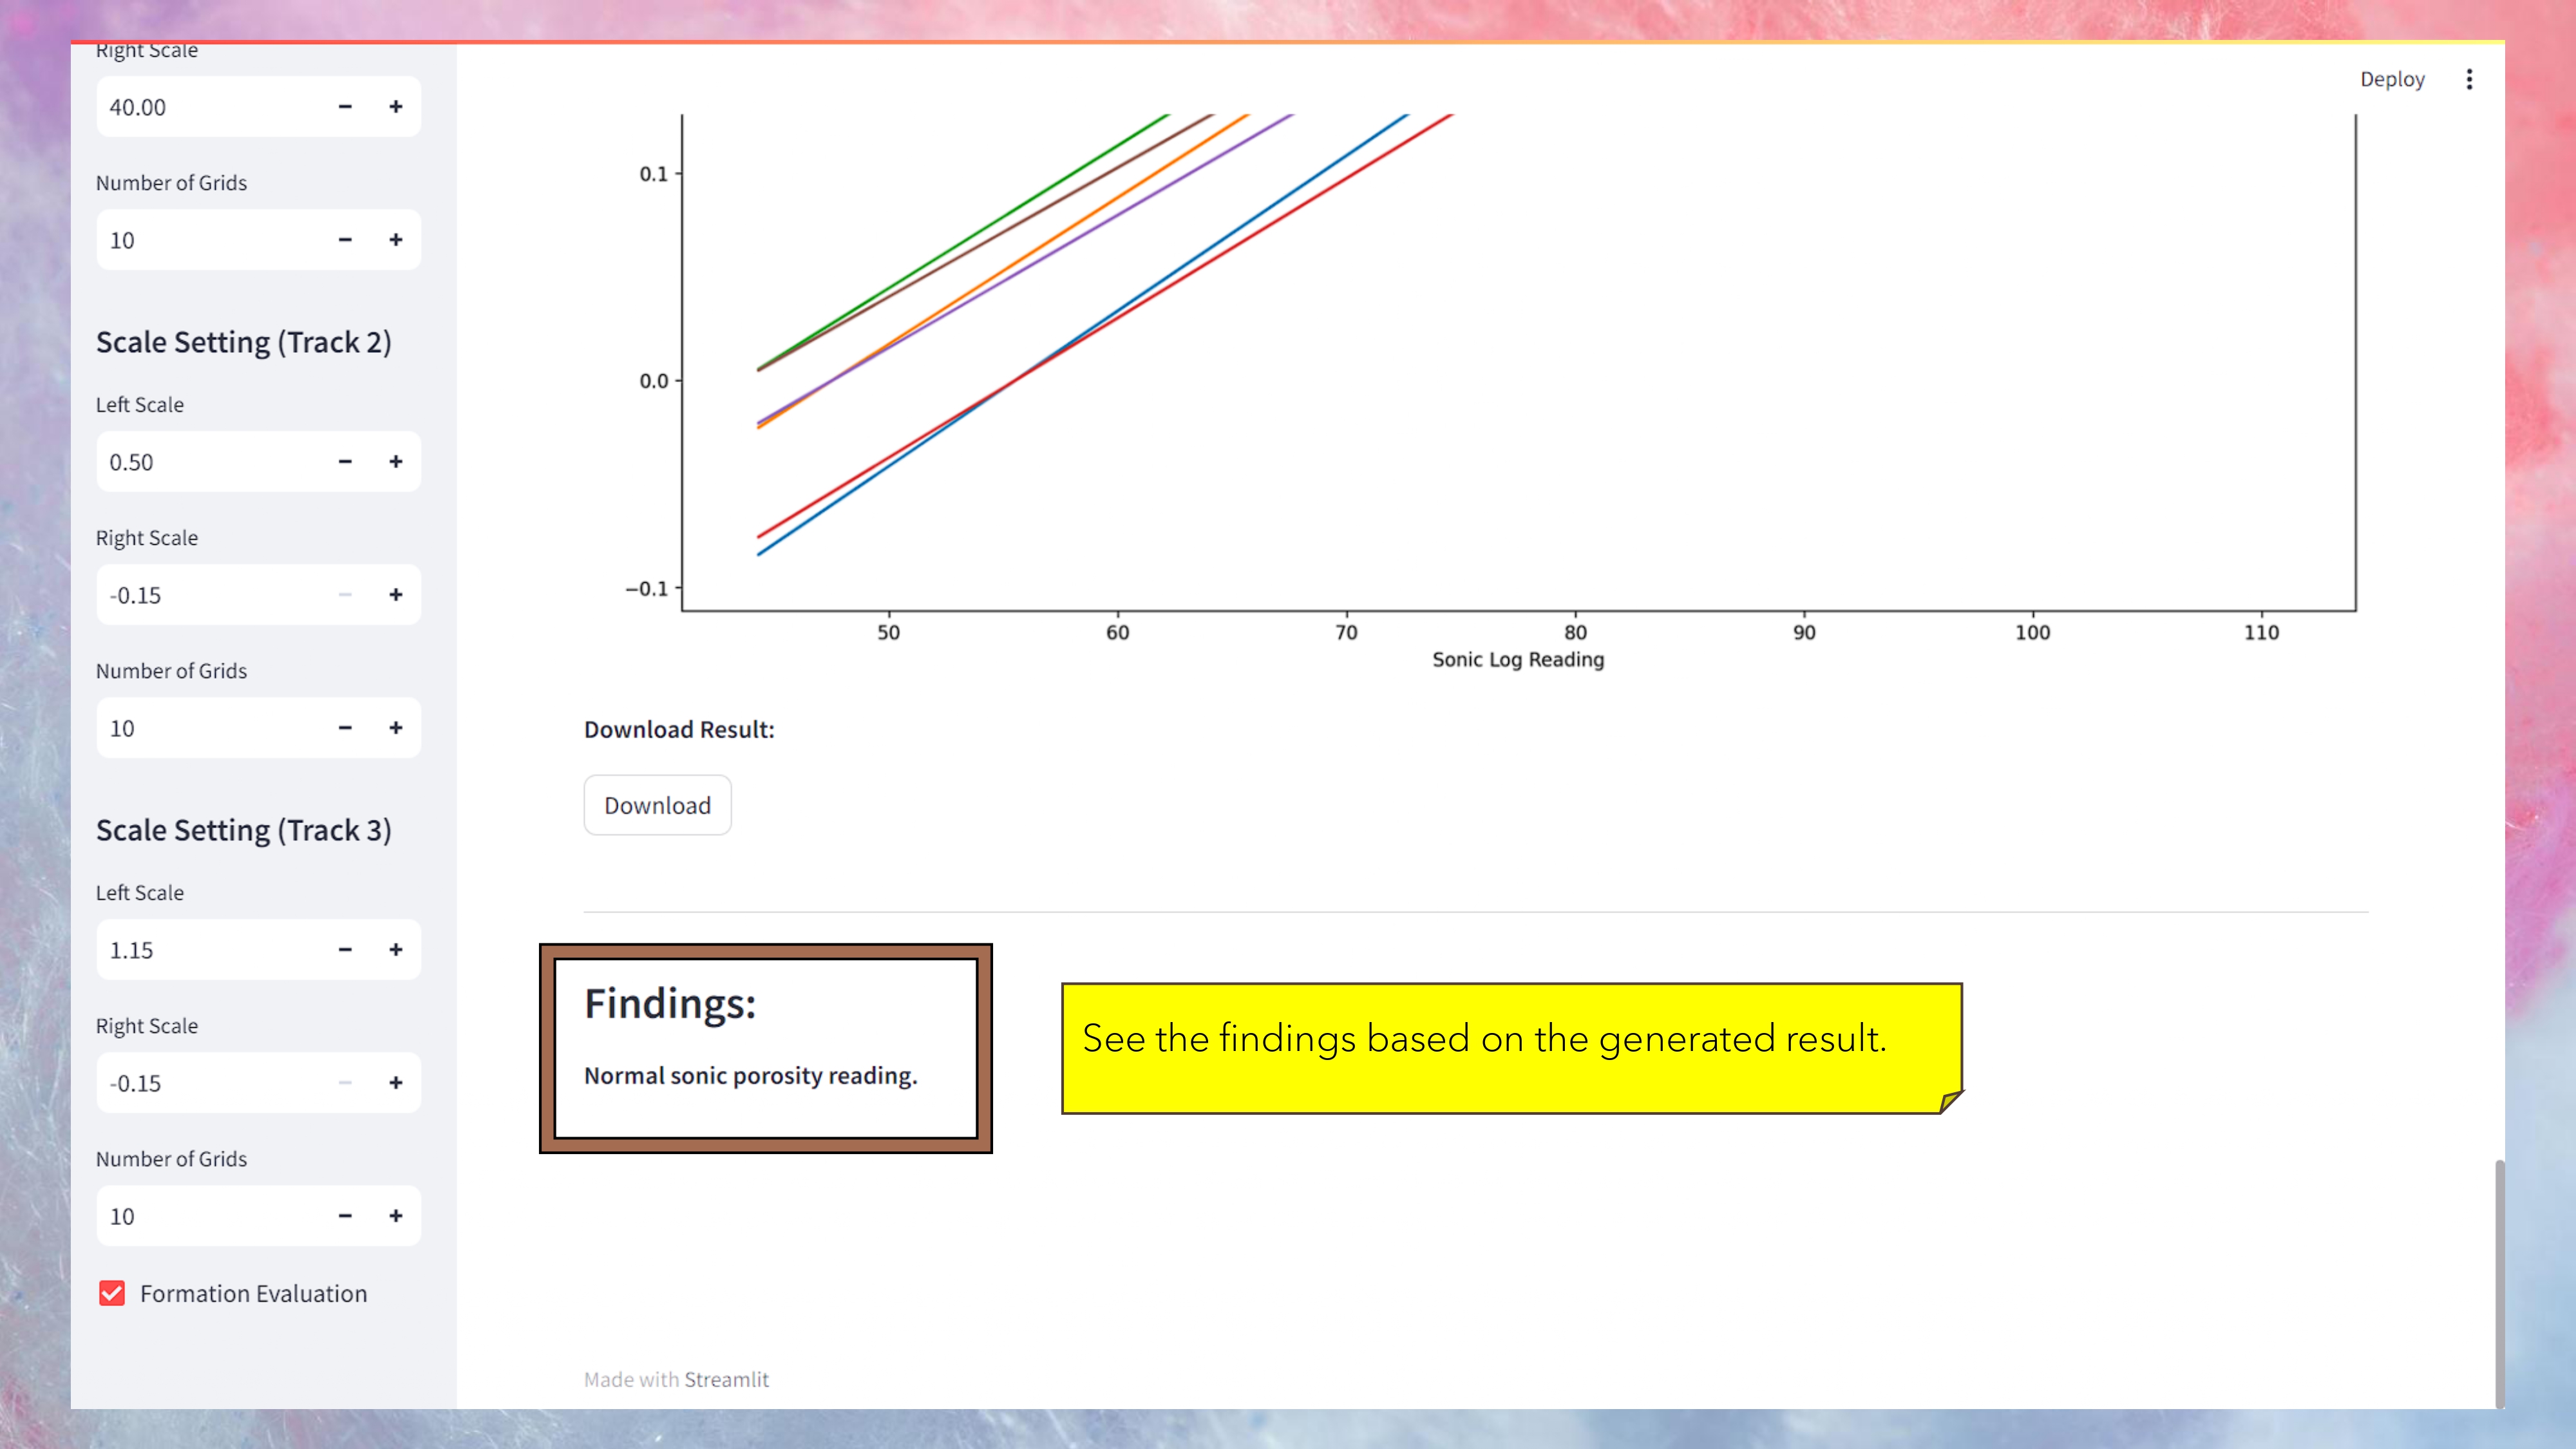 Right Scale
40.00
Number of Grids
10
Scale Setting (Track 2)
Left Scale
0.50
Right Scale
-0.15
Number of Grids
10
Scale Setting (Track 3)
Left Scale
1.15
Right Scale
-0.15
Number of Grids
10
Formation Evaluation
Deploy
0.1
0.0
−0.1
50 60 70 80 90 100 110
Sonic Log Reading
Download Result:
Download
Findings:
Normal sonic porosity reading.
See the findings based on the generated result.
Made with Streamlit